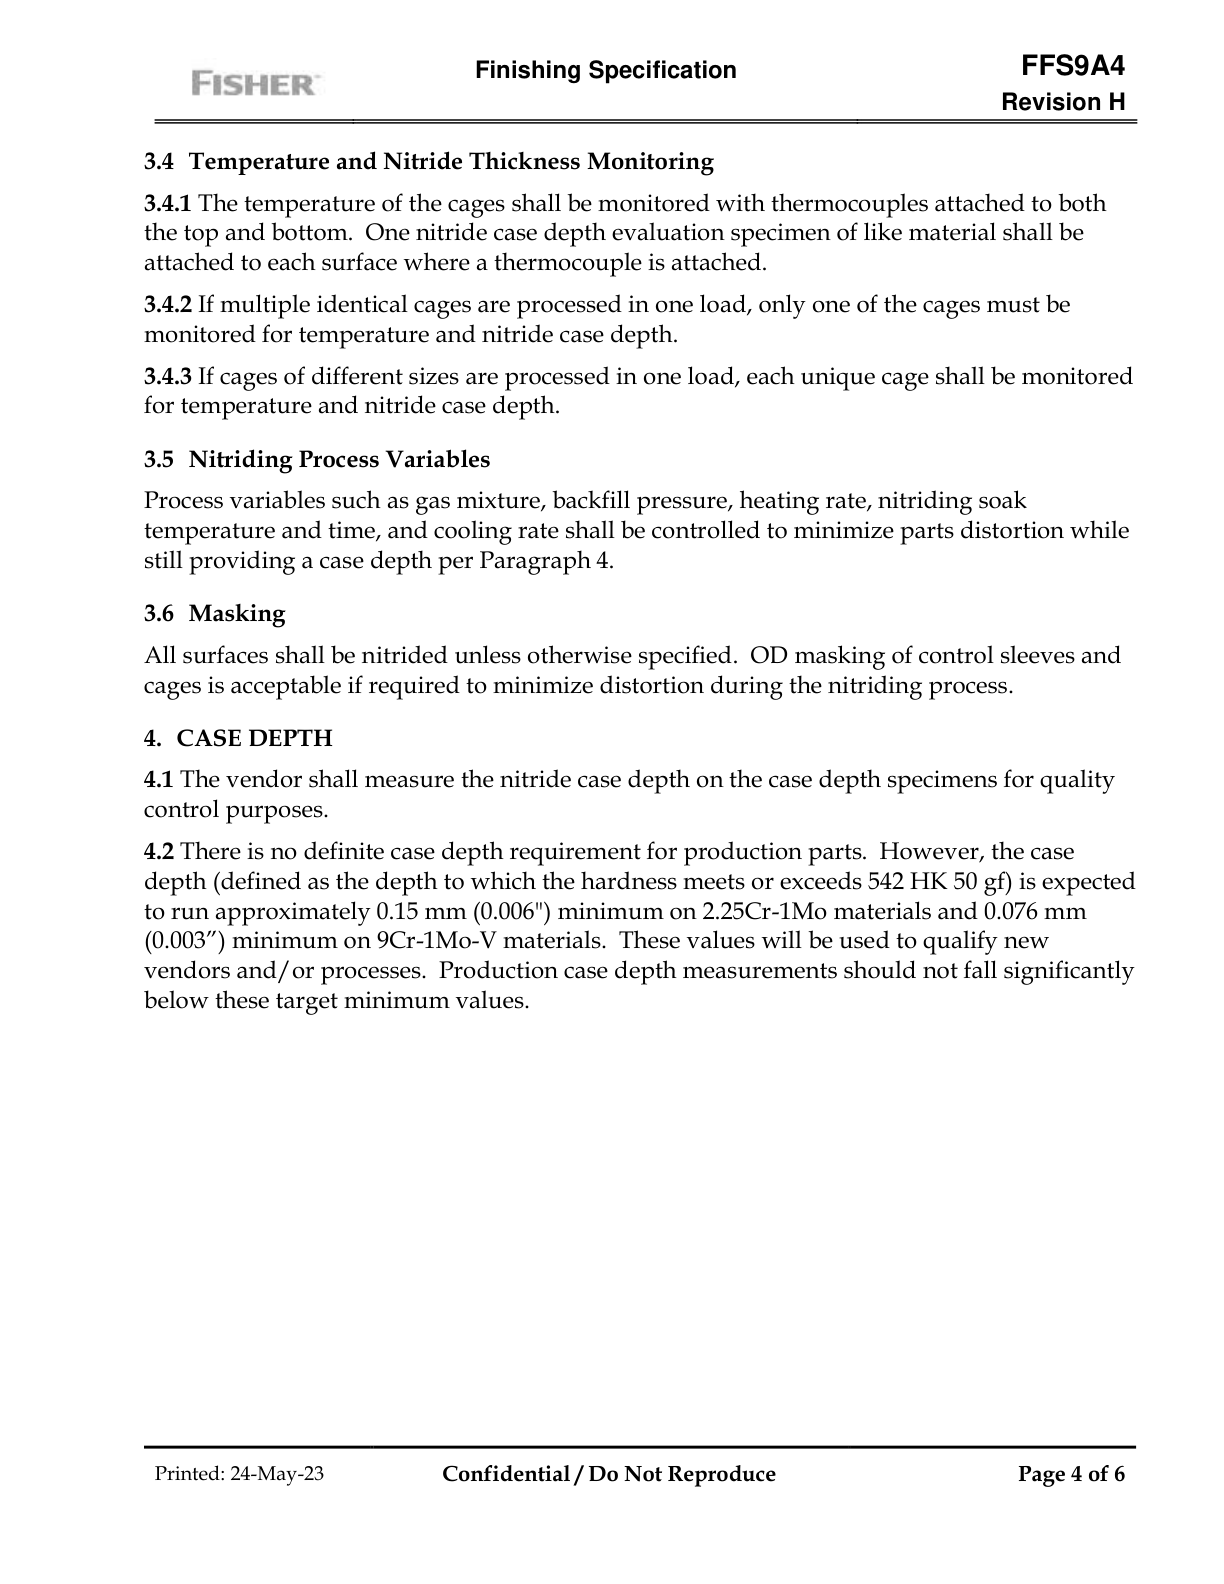 FISHER™
Finishing Specification
FFS9A4
Revision H
3.4 Temperature and Nitride Thickness Monitoring
3.4.1 The temperature of the cages shall be monitored with thermocouples attached to both
the top and bottom. One nitride case depth evaluation specimen of like material shall be
attached to each surface where a thermocouple is attached.
3.4.2 If multiple identical cages are processed in one load, only one of the cages must be
monitored for temperature and nitride case depth.
3.4.3 If cages of different sizes are processed in one load, each unique cage shall be monitored
for temperature and nitride case depth.
3.5 Nitriding Process Variables
Process variables such as gas mixture, backfill pressure, heating rate, nitriding soak
temperature and time, and cooling rate shall be controlled to minimize parts distortion while
still providing a case depth per Paragraph 4.
3.6 Masking
All surfaces shall be nitrided unless otherwise specified. OD masking of control sleeves and
cages is acceptable if required to minimize distortion during the nitriding process.
4. CASE DEPTH
4.1 The vendor shall measure the nitride case depth on the case depth specimens for quality
control purposes.
4.2 There is no definite case depth requirement for production parts. However, the case
depth (defined as the depth to which the hardness meets or exceeds 542 HK 50 gf) is expected
to run approximately 0.15 mm (0.006") minimum on 2.25Cr-1Mo materials and 0.076 mm
(0.003”) minimum on 9Cr-1Mo-V materials. These values will be used to qualify new
vendors and/or processes. Production case depth measurements should not fall significantly
below these target minimum values.
Printed: 24-May-23
Confidential / Do Not Reproduce
Page 4 of 6